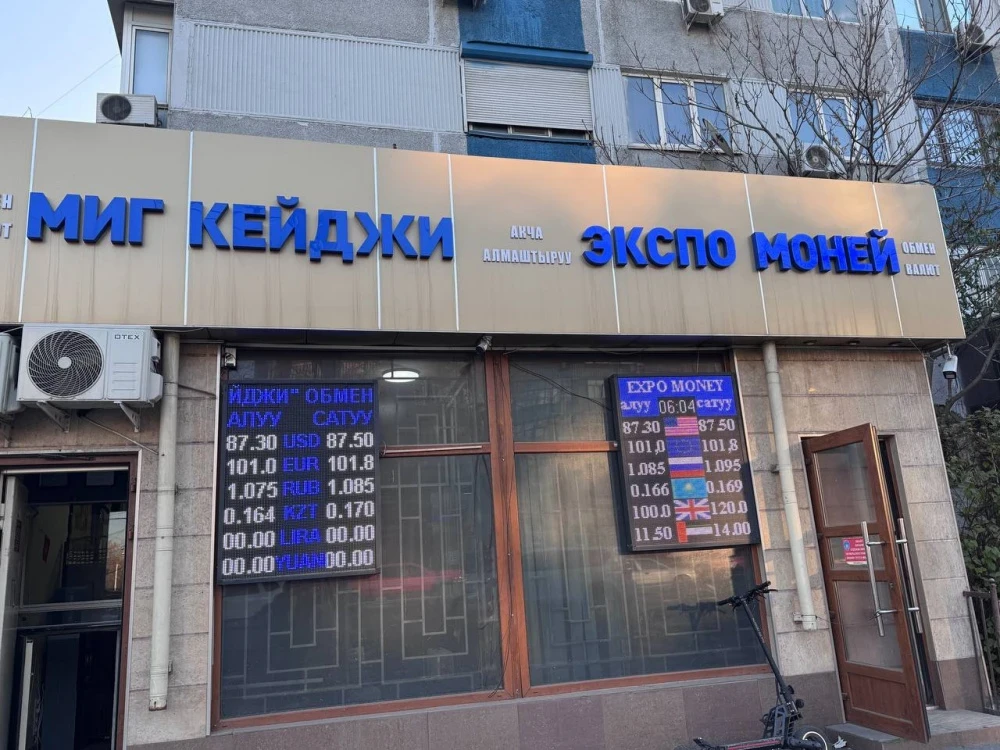 МИГ КЕЙДЖИ
АКЧА
АЛМАШТЫРУУ
ЭКСПО МОНЕЙ
ОБМЕН
ВАЛЮТ
OTEX
ЙДЖИ" ОБМЕН
АЛУУ САТУУ
87.30 USD 87.50
101.0 EUR 101.8
1.075 RUB 1.085
0.164 KZT 0.170
00.00 LIRA 00.00
00.00 YUAN 00.00
EXPO MONEY
алуу 06:04 сатуу
87.30 87.50
101,0 101,8
1.085 1.095
0.166 0.169
100.0 120.0
11.50 14.00